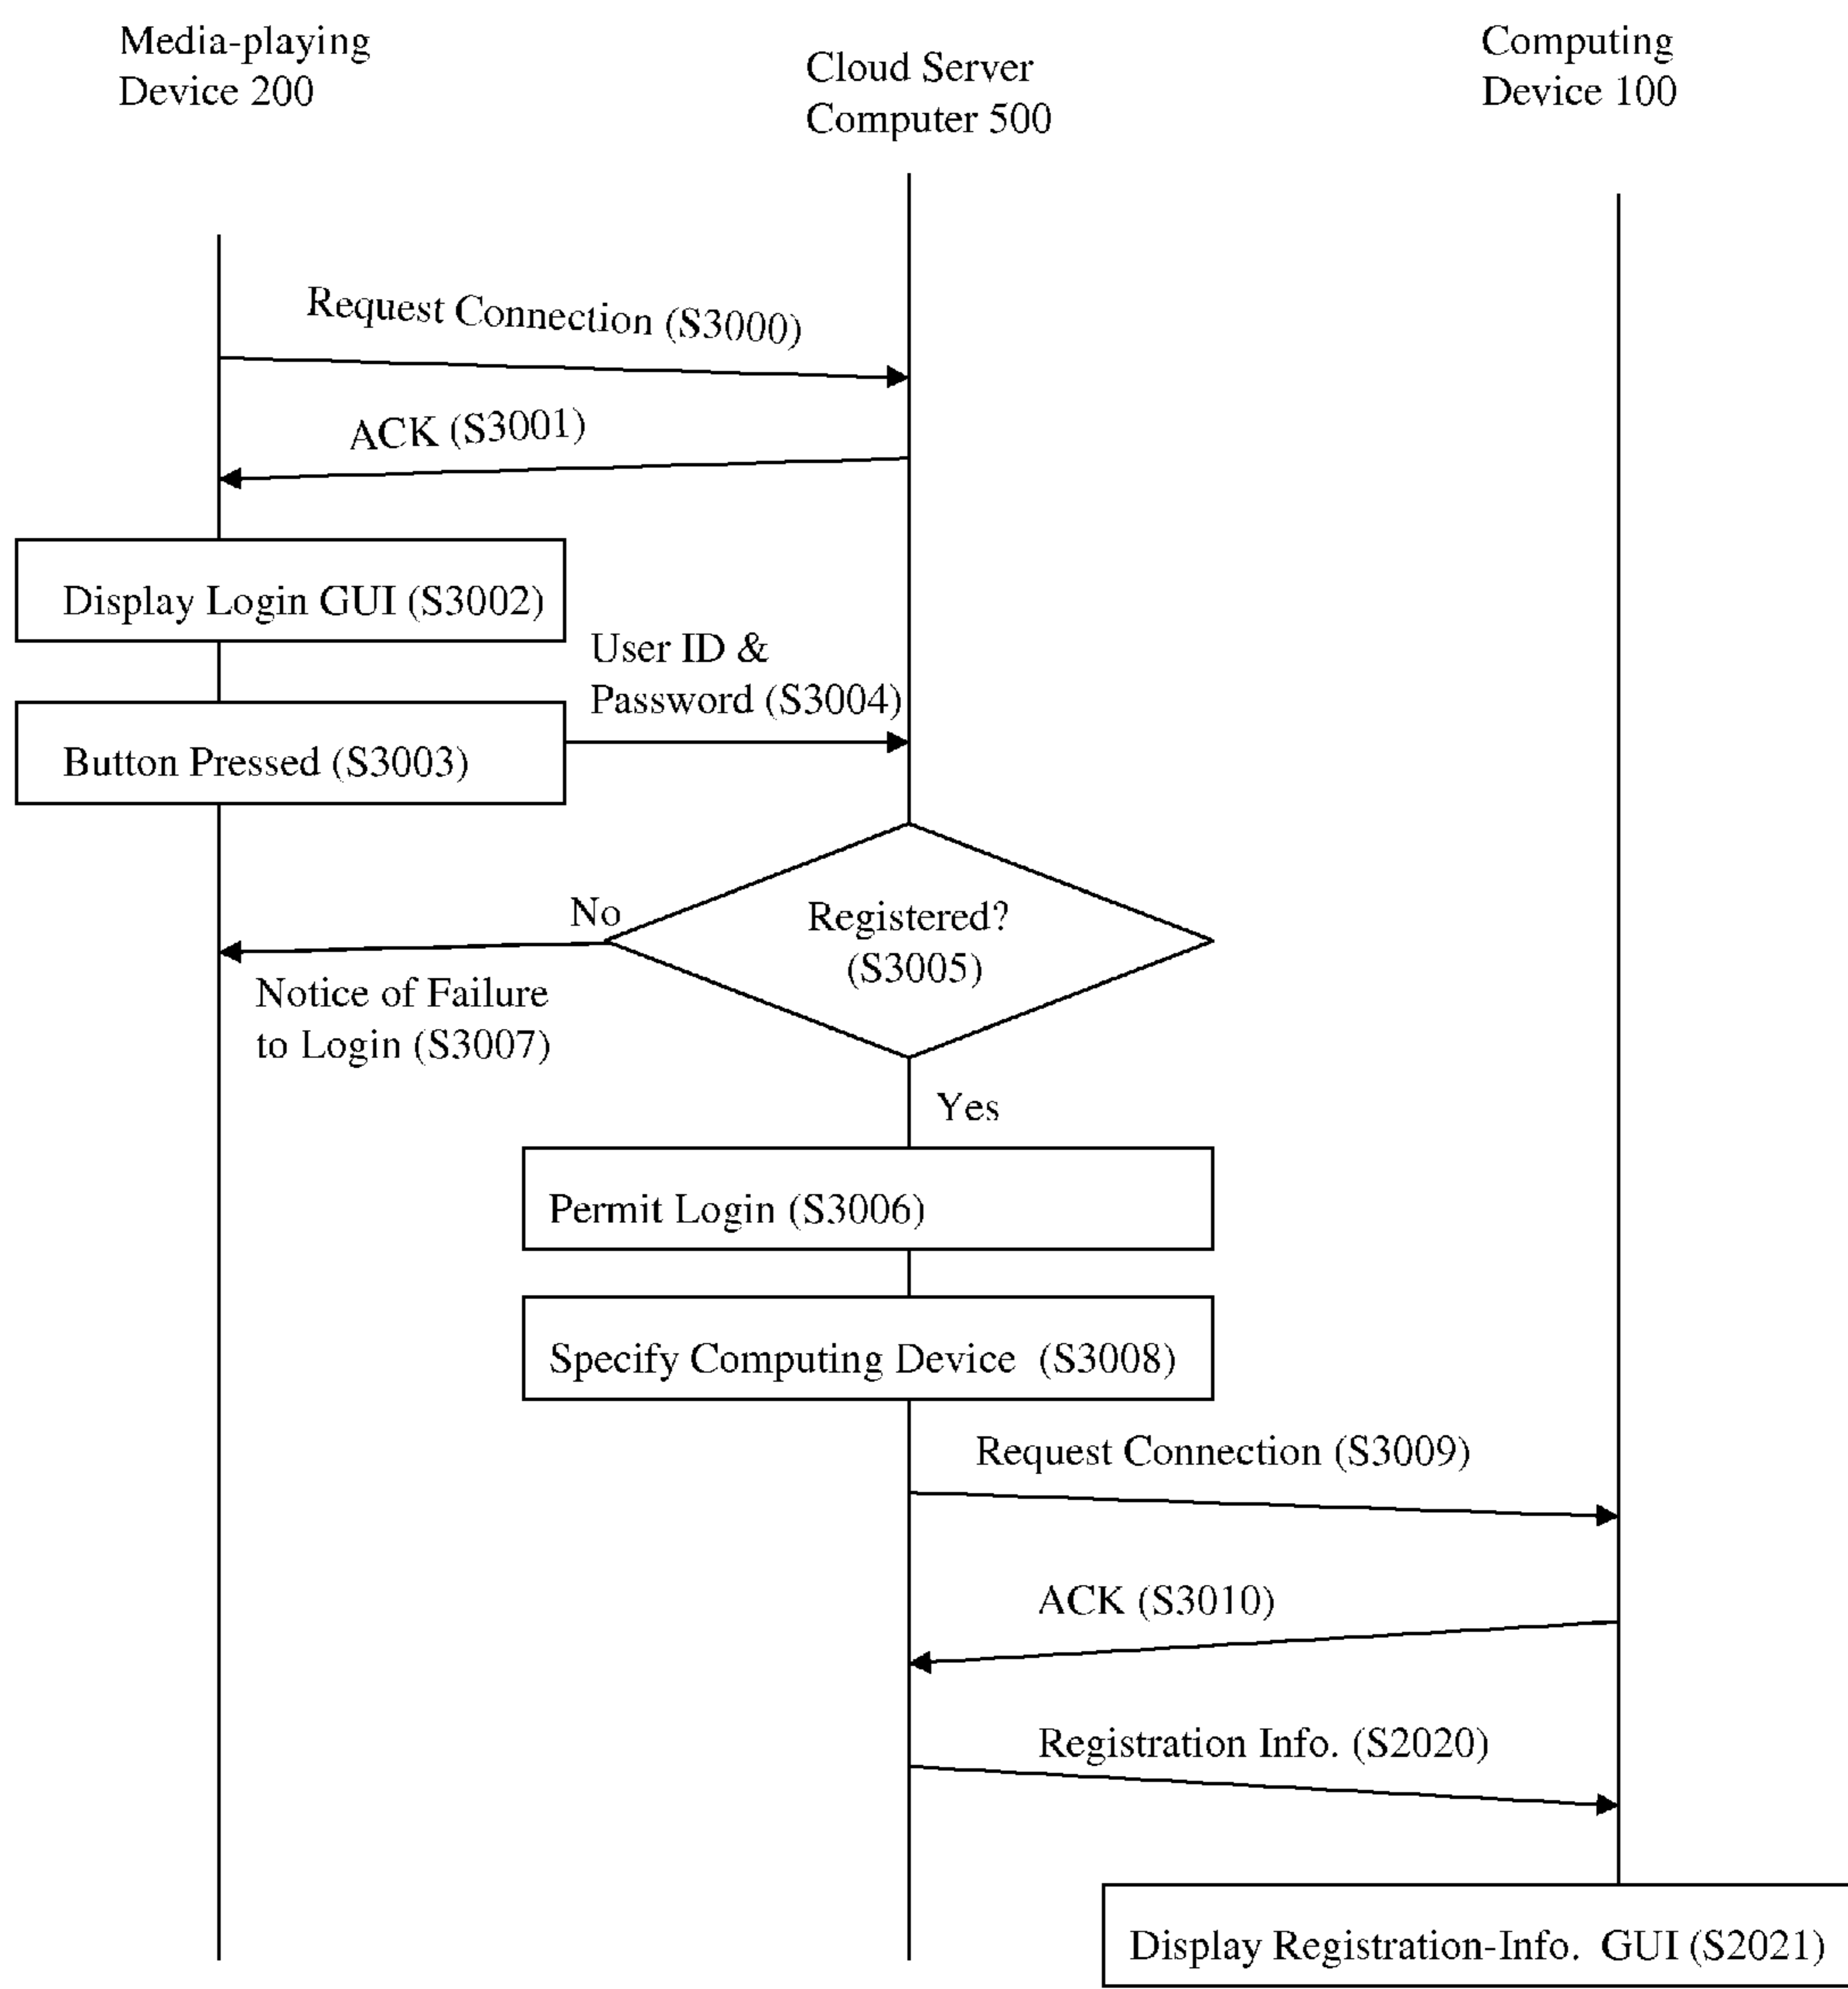 Media-playing
Device 200
Cloud Server
Computer 500
Computing
Device 100
Request Connection (S3000)
ACK (S3001)
Display Login GUI (S3002)
User ID &
Password (S3004)
Button Pressed (S3003)
No
Registered?
(S3005)
Notice of Failure
to Login (S3007)
Yes
Permit Login (S3006)
Specify Computing Device (S3008)
Request Connection (S3009)
ACK (S3010)
Registration Info. (S2020)
Display Registration-Info. GUI (S2021)